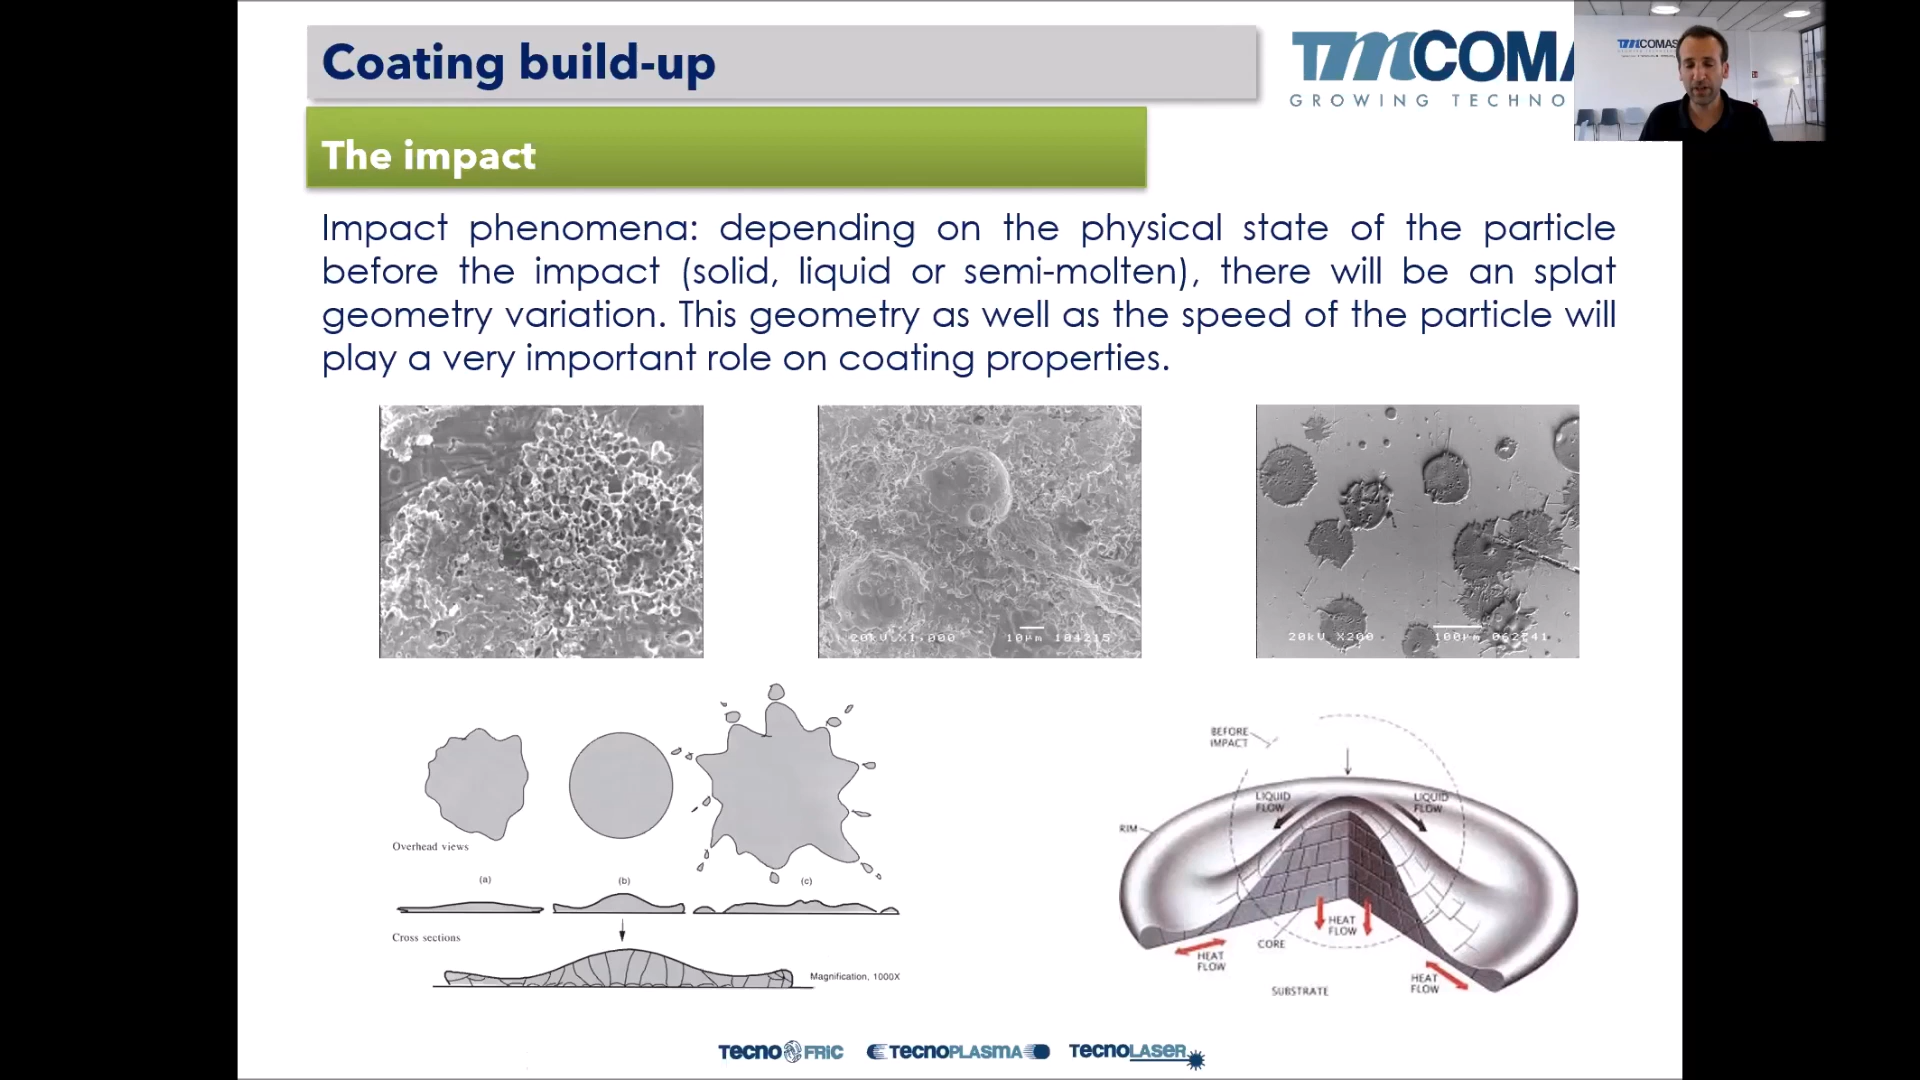 Coating build-up
TMCOMA
GROWING TECHNO
TMCOMAS
The impact
Impact phenomena: depending on the physical state of the particle
before the impact (solid, liquid or semi-molten), there will be an splat
geometry variation. This geometry as well as the speed of the particle will
play a very important role on coating properties.
20kV X1,000 10µm 104215
20kV X200 100µm
BEFORE
IMPACT
LIQUID
FLOW
LIQUID
FLOW
RIM
Overhead views
(a) (b) (c)
HEAT
FLOW
Cross sections
CORE
HEAT
FLOW
Magnification, 1000X
HEAT
FLOW
SUBSTRATE
TECNOFRIC TECNOPLASMA TECNOLASER